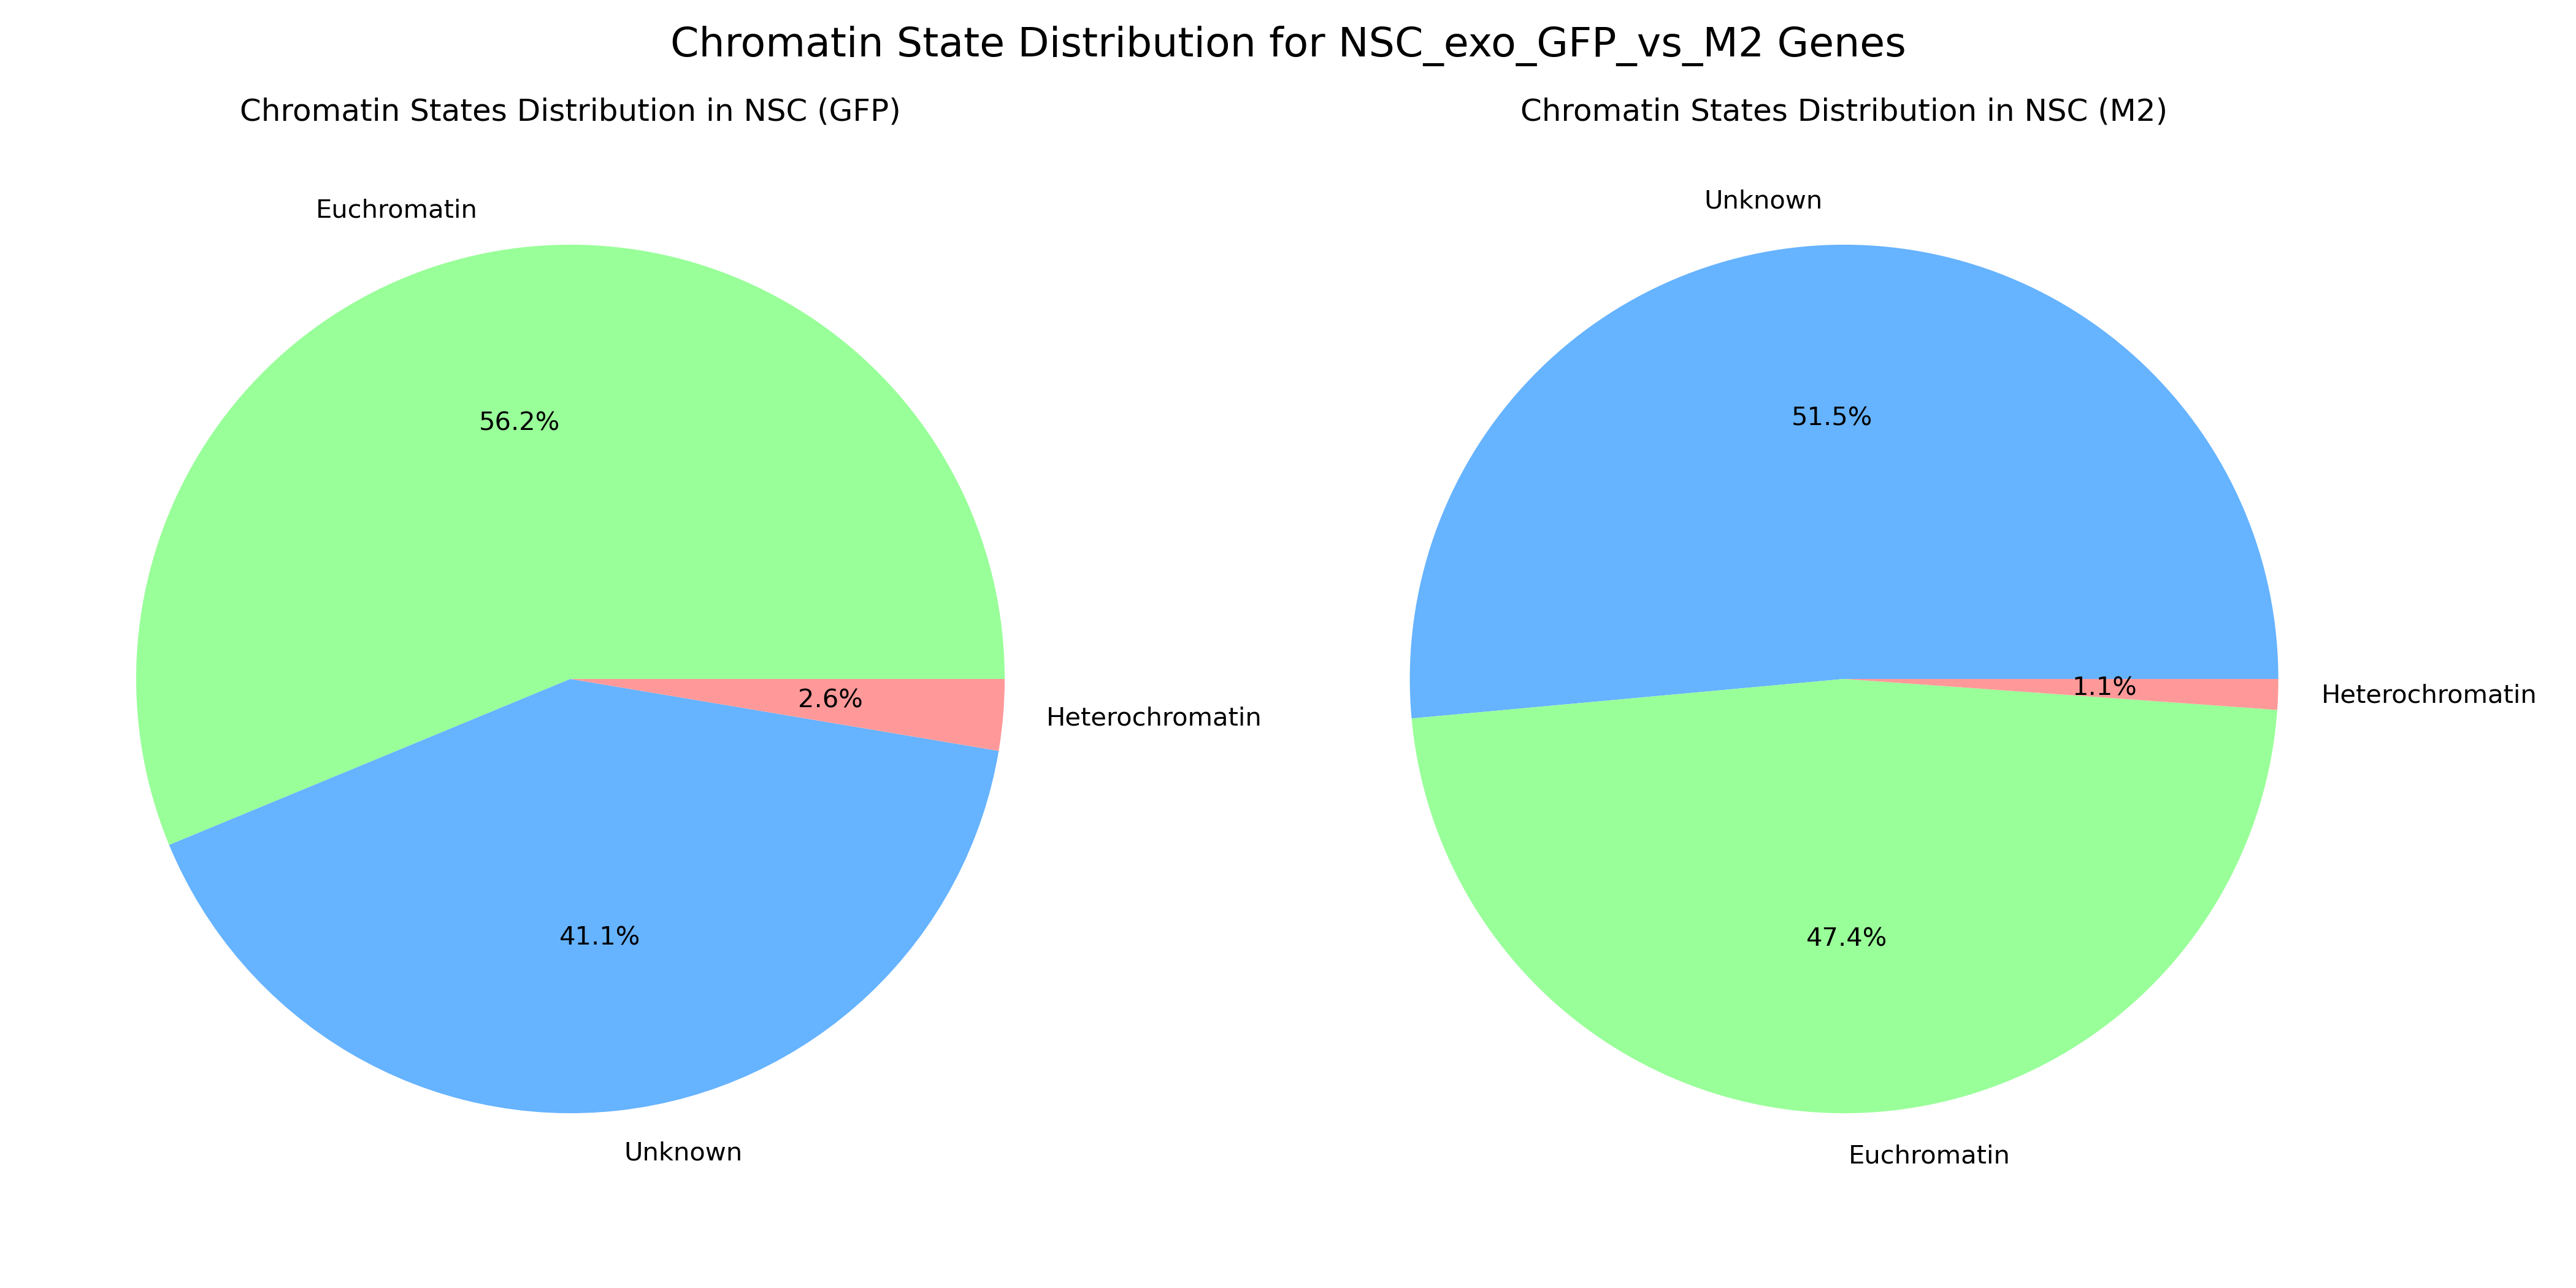 Chromatin State Distribution for NSC_exo_GFP_vs_M2 Genes
Chromatin States Distribution in NSC (GFP)
Euchromatin
56.2%
2.6%
Heterochromatin
41.1%
Unknown
Chromatin States Distribution in NSC (M2)
Unknown
51.5%
1.1%
Heterochromatin
47.4%
Euchromatin